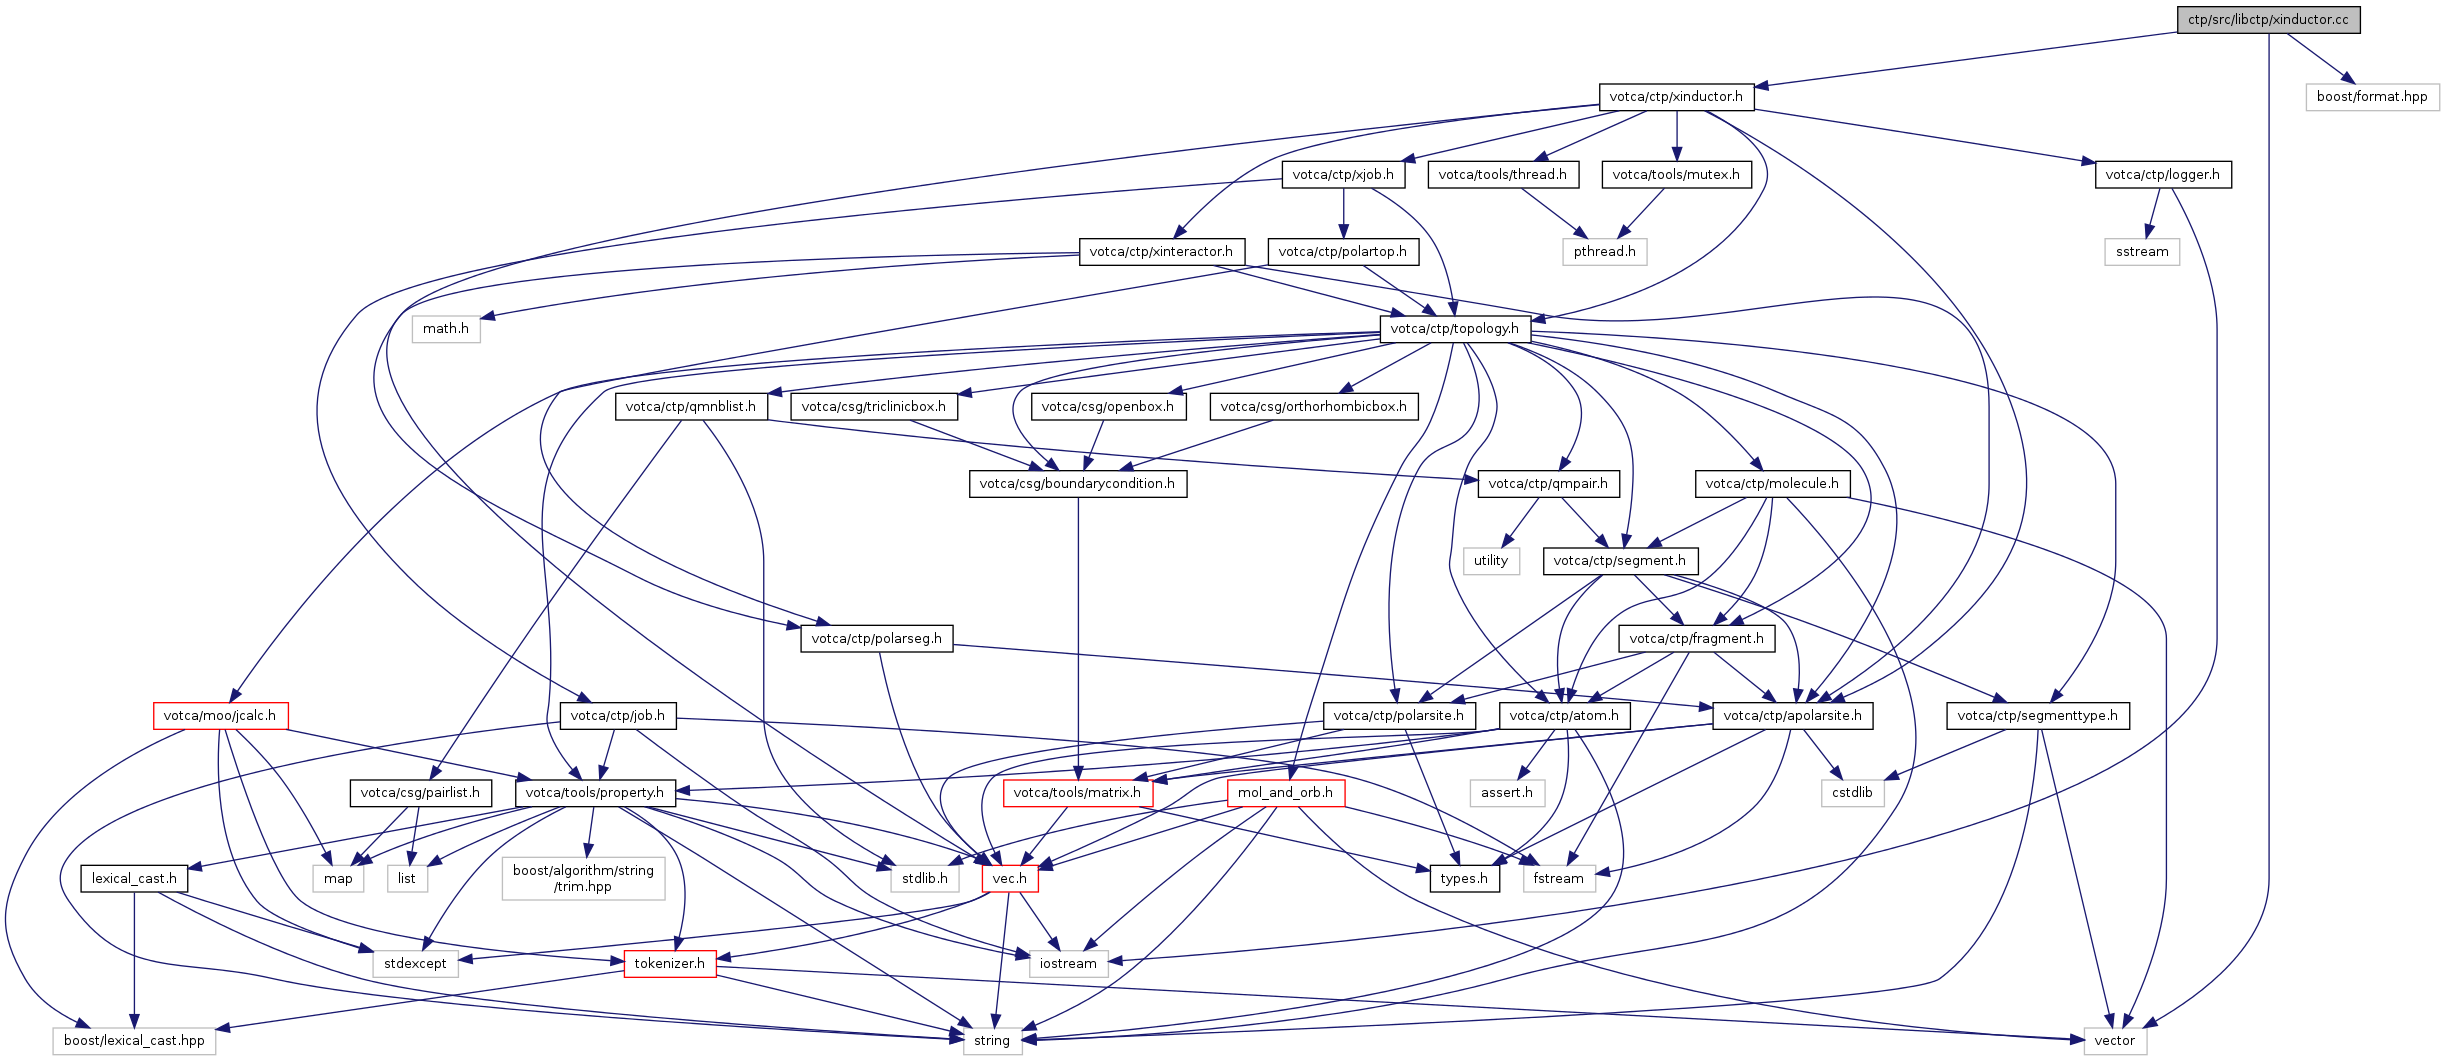 ctp/src/libctp/xinductor.cc
votca/ctp/xinductor.h
boost/format.hpp
votca/ctp/xjob.h
votca/tools/thread.h
votca/tools/mutex.h
votca/ctp/logger.h
votca/ctp/xinteractor.h
votca/ctp/polartop.h
pthread.h
sstream
math.h
votca/ctp/topology.h
votca/ctp/qmnblist.h
votca/csg/triclinicbox.h
votca/csg/openbox.h
votca/csg/orthorhombicbox.h
votca/csg/boundarycondition.h
votca/ctp/qmpair.h
votca/ctp/molecule.h
utility
votca/ctp/segment.h
votca/ctp/polarseg.h
votca/ctp/fragment.h
votca/moo/jcalc.h
votca/ctp/job.h
votca/ctp/polarsite.h
votca/ctp/atom.h
votca/ctp/apolarsite.h
votca/ctp/segmenttype.h
votca/csg/pairlist.h
votca/tools/property.h
votca/tools/matrix.h
mol_and_orb.h
assert.h
cstdlib
lexical_cast.h
map
list
boost/algorithm/string
/trim.hpp
stdlib.h
vec.h
types.h
fstream
stdexcept
tokenizer.h
iostream
boost/lexical_cast.hpp
string
vector